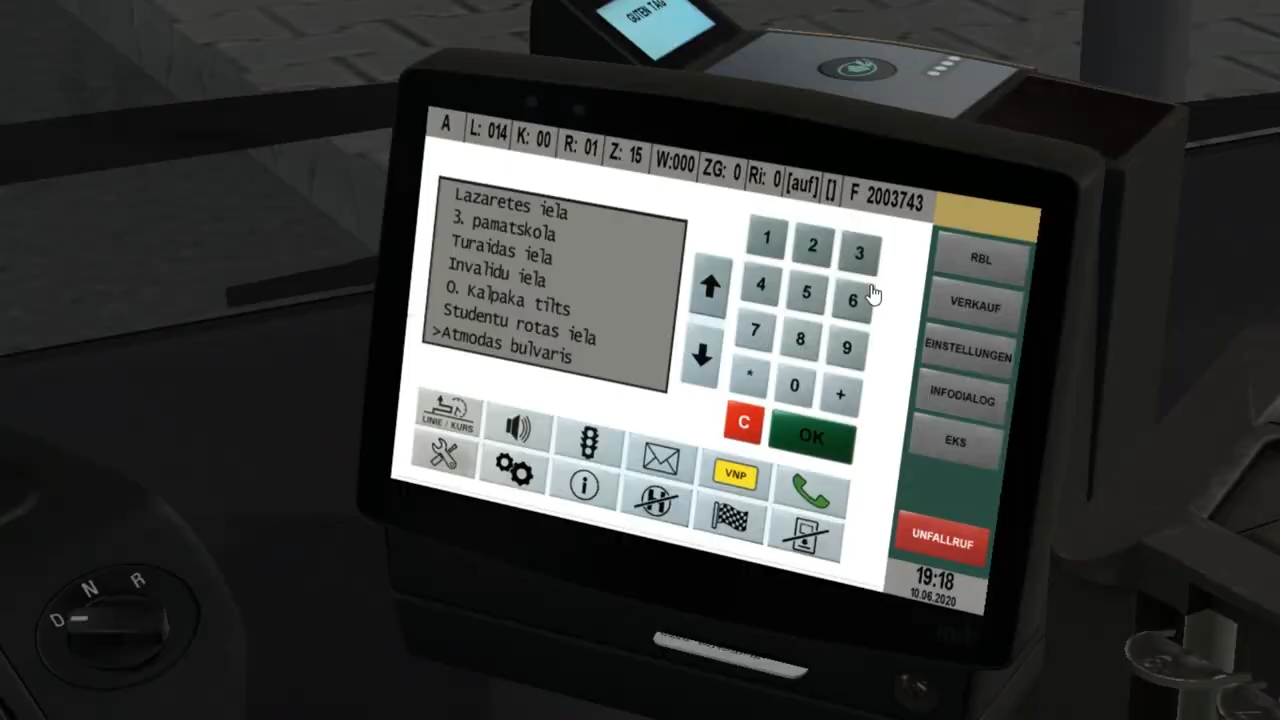 GUTEN TAG
A L: 014 K: 00 R: 01 Z: 15 W:000 ZG: 0 Ri: 0 [auf] [] F 2003743
Lazaretes iela
3. pamatskola
Turaidas iela
Invalidu iela
O. Kalpaka tilts
Studentu rotas iela
>Atmodas bulvaris
1 2 3
4 5 6
7 8 9
* 0 +
C OK
RBL
VERKAUF
EINSTELLUNGEN
INFODIALOG
EKS
LINIE / KURS
VNP
UNFALLRUF
19:18
10.06.2020
D N R